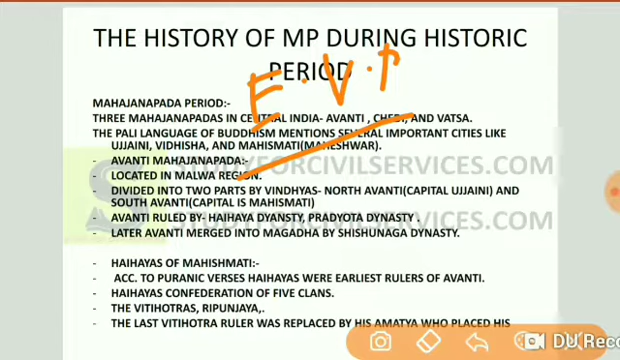 THE HISTORY OF MP DURING HISTORIC
PERIOD
E.V.P
MAHAJANAPADA PERIOD:-
THREE MAHAJANAPADAS IN CENTRAL INDIA- AVANTI , CHEDI, AND VATSA.
THE PALI LANGUAGE OF BUDDHISM MENTIONS SEVERAL IMPORTANT CITIES LIKE
UJJAINI, VIDHISHA, AND MAHISMATI(MAHESHWAR).
- AVANTI MAHAJANAPADA:-
STUDYFORCIVILSERVICES.COM
- LOCATED IN MALWA REGION.
- DIVIDED INTO TWO PARTS BY VINDHYAS- NORTH AVANTI(CAPITAL UJJAINI) AND
SOUTH AVANTI(CAPITAL IS MAHISMATI)
- AVANTI RULED BY- HAIHAYA DYANSTY, PRADYOTA DYNASTY .
STUDYFORCIVILSERVICES.COM
- LATER AVANTI MERGED INTO MAGADHA BY SHISHUNAGA DYNASTY.
- HAIHAYAS OF MAHISHMATI:-
- ACC. TO PURANIC VERSES HAIHAYAS WERE EARLIEST RULERS OF AVANTI.
- HAIHAYAS CONFEDERATION OF FIVE CLANS.
- THE VITIHOTRAS, RIPUNJAYA,.
- THE LAST VITIHOTRA RULER WAS REPLACED BY HIS AMATYA WHO PLACED HIS
DU Reco